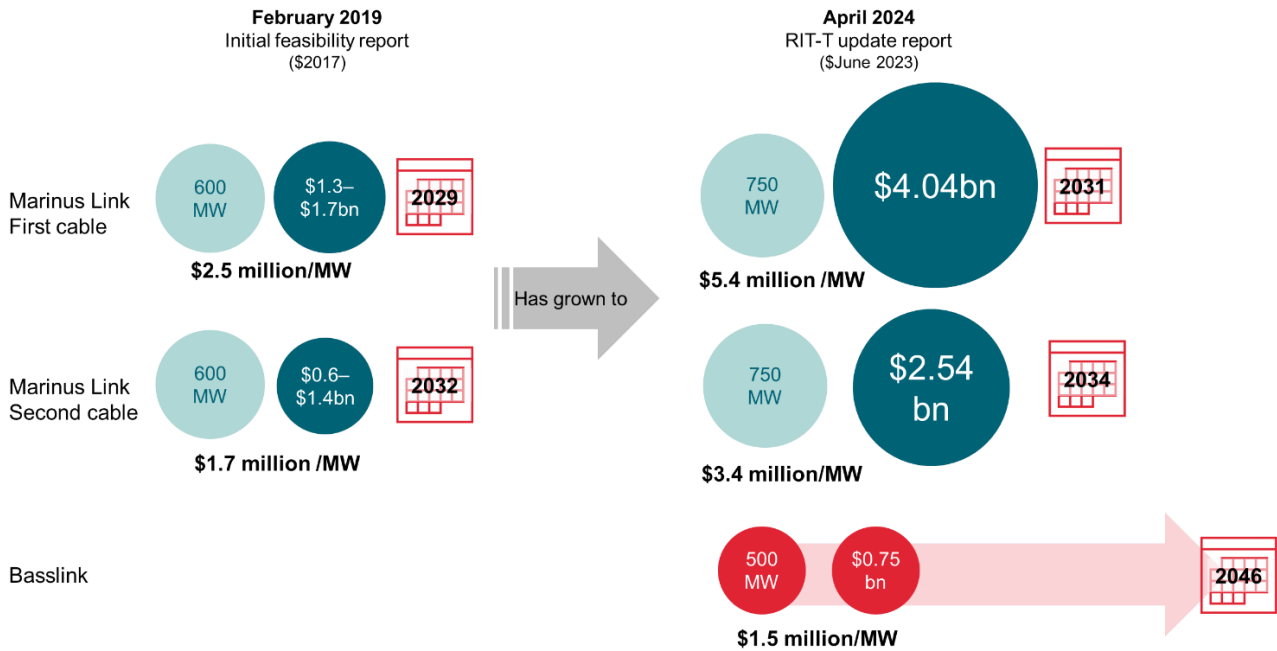 February 2019
Initial feasibility report
($2017)
April 2024
RIT-T update report
($June 2023)
Marinus Link
First cable
600
MW
$1.3–
$1.7bn
2029
$2.5 million/MW
750
MW
$4.04bn
2031
$5.4 million /MW
Has grown to
Marinus Link
Second cable
600
MW
$0.6–
$1.4bn
2032
$1.7 million /MW
750
MW
$2.54
bn
2034
$3.4 million/MW
Basslink
500
MW
$0.75
bn
2046
$1.5 million/MW